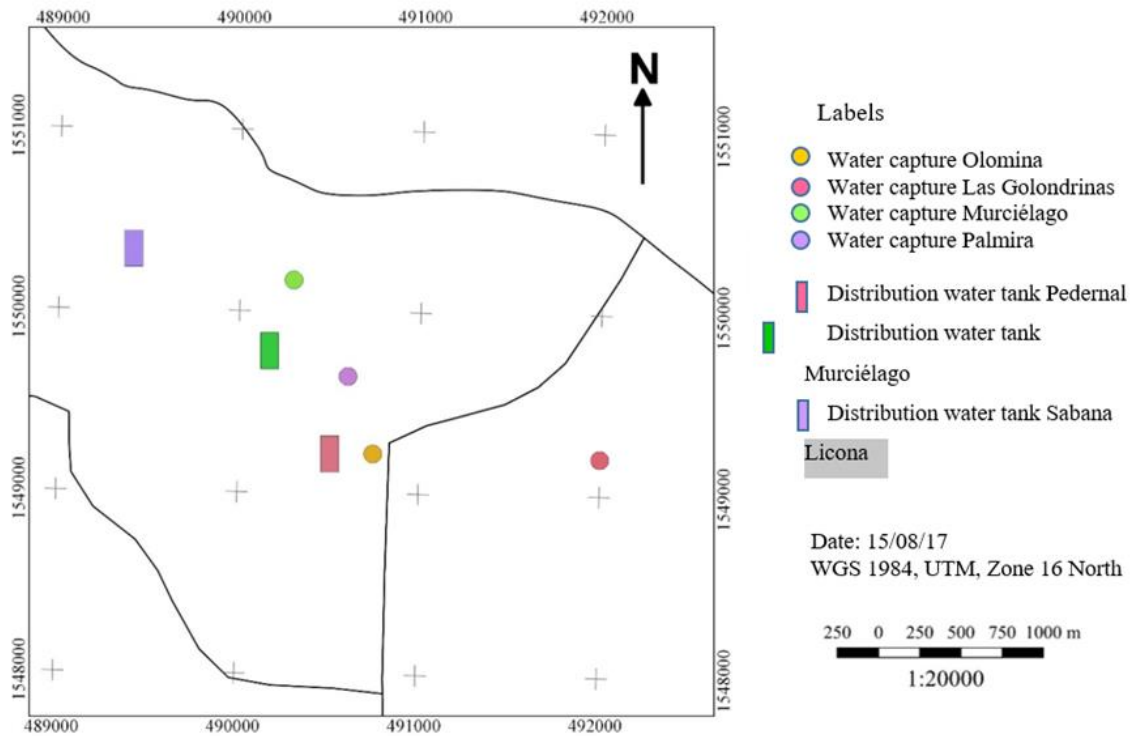 489000 490000 491000 492000
N
1551000 1551000
1550000 1550000
1549000 1549000
1548000 1548000
489000 490000 491000 492000
Labels
Water capture Olomina
Water capture Las Golondrinas
Water capture Murciélago
Water capture Palmira
Distribution water tank Pedernal
Distribution water tank
Murciélago
Distribution water tank Sabana
Licona
Date: 15/08/17
WGS 1984, UTM, Zone 16 North
250 0 250 500 750 1000 m
1:20000